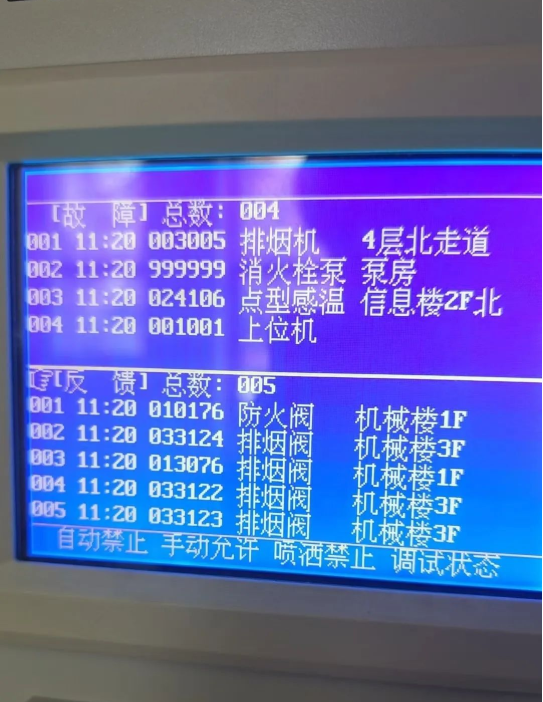 [故 障] 总数: 004
001 11:20 003005 排烟机 4层北走道
002 11:20 999999 消火栓泵 泵房
003 11:20 024106 点型感温 信息楼2F北
004 11:20 001001 上位机
[反 馈] 总数: 005
001 11:20 010176 防火阀 机械楼1F
002 11:20 033124 排烟阀 机械楼3F
003 11:20 013076 排烟阀 机械楼1F
004 11:20 033122 排烟阀 机械楼3F
005 11:20 033123 排烟阀 机械楼3F
自动禁止 手动允许 喷洒禁止 调试状态